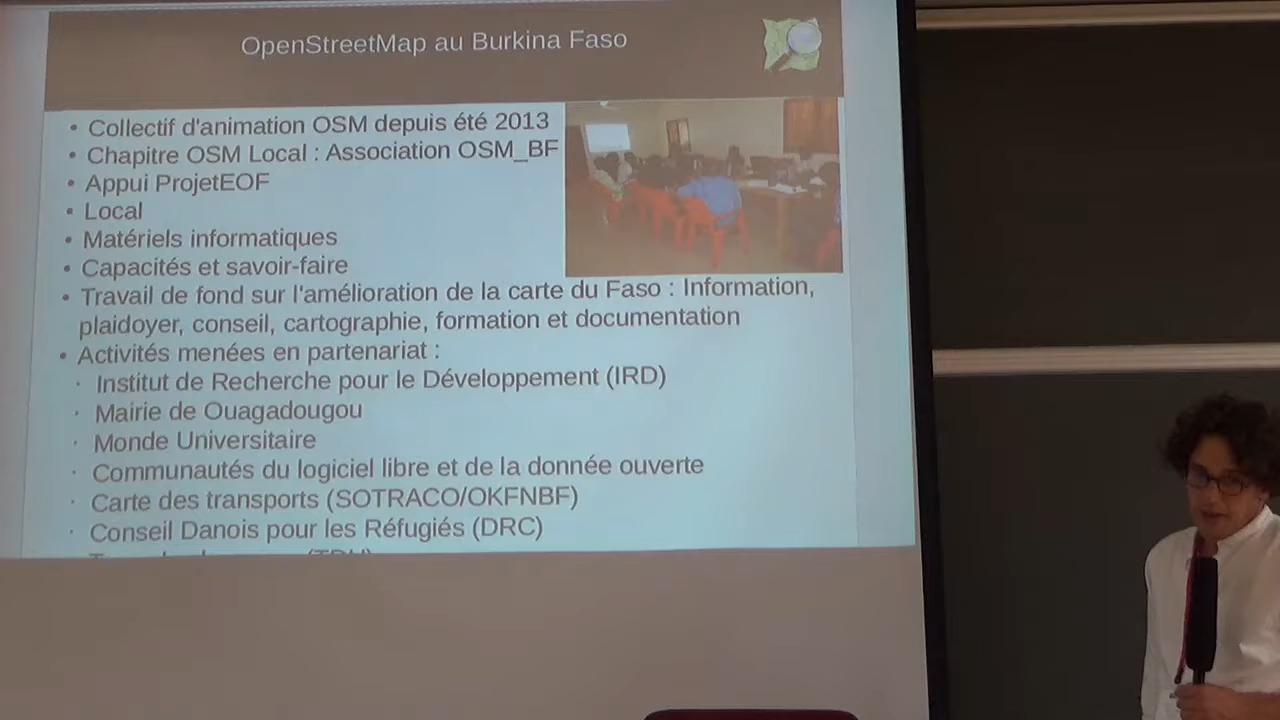 OpenStreetMap au Burkina Faso
• Collectif d'animation OSM depuis été 2013
• Chapitre OSM Local : Association OSM_BF
• Appui ProjetEOF
• Local
• Matériels informatiques
• Capacités et savoir-faire
• Travail de fond sur l'amélioration de la carte du Faso : Information,
plaidoyer, conseil, cartographie, formation et documentation
• Activités menées en partenariat :
· Institut de Recherche pour le Développement (IRD)
· Mairie de Ouagadougou
· Monde Universitaire
· Communautés du logiciel libre et de la donnée ouverte
· Carte des transports (SOTRACO/OKFNBF)
· Conseil Danois pour les Réfugiés (DRC)